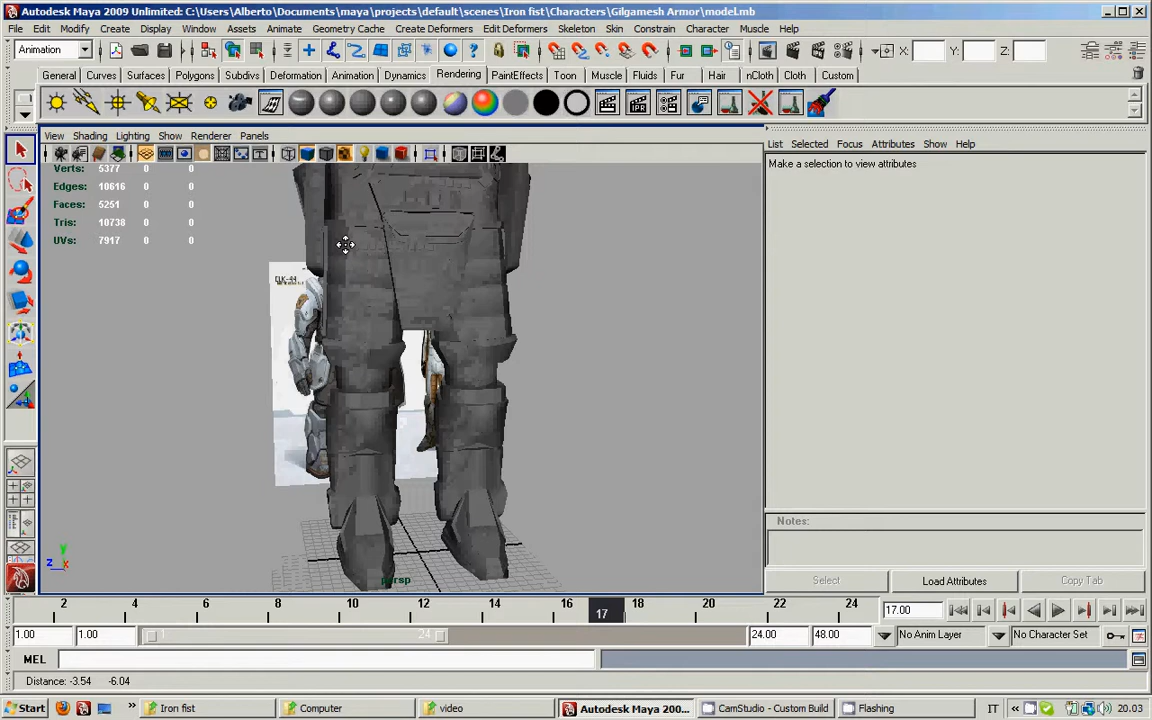 Autodesk Maya 2009 Unlimited: C:\Users\Alberto\Documents\maya\projects\default\scenes\Iron fist\Characters\Gilgamesh Armor\model.mb
File Edit Modify Create Display Window Assets Animate Geometry Cache Create Deformers Edit Deformers Skeleton Skin Constrain Character Muscle Help
Animation X: Y: Z:
General Curves Surfaces Polygons Subdivs Deformation Animation Dynamics Rendering PaintEffects Toon Muscle Fluids Fur Hair nCloth Cloth Custom
View Shading Lighting Show Renderer Panels
List Selected Focus Attributes Show Help
Make a selection to view attributes
Verts: 5377 0 0
Edges: 10616 0 0
Faces: 5251 0 0
Tris: 10738 0 0
UVs: 7917 0 0
y
z x
persp
Notes:
Select Load Attributes Copy Tab
2 4 6 8 10 12 14 16 17 18 20 22 24 17.00
1.00 1.00 1 24 24.00 48.00 No Anim Layer No Character Set
MEL
Distance: -3.54 -6.04
Start Iron fist Computer video Autodesk Maya 200... CamStudio - Custom Build Flashing IT 20.03